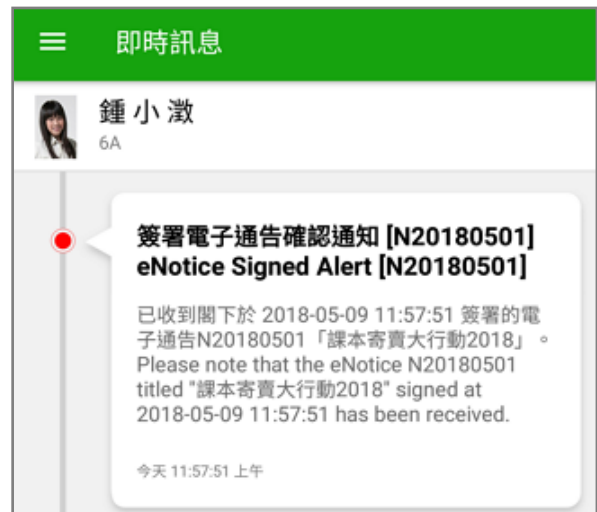 即時訊息
鍾小澂
6A
簽署電子通告確認通知 [N20180501]
eNotice Signed Alert [N20180501]
已收到閣下於 2018-05-09 11:57:51 簽署的電
子通告N20180501「課本寄賣大行動2018」。
Please note that the eNotice N20180501
titled "課本寄賣大行動2018" signed at
2018-05-09 11:57:51 has been received.
今天 11:57:51 上午